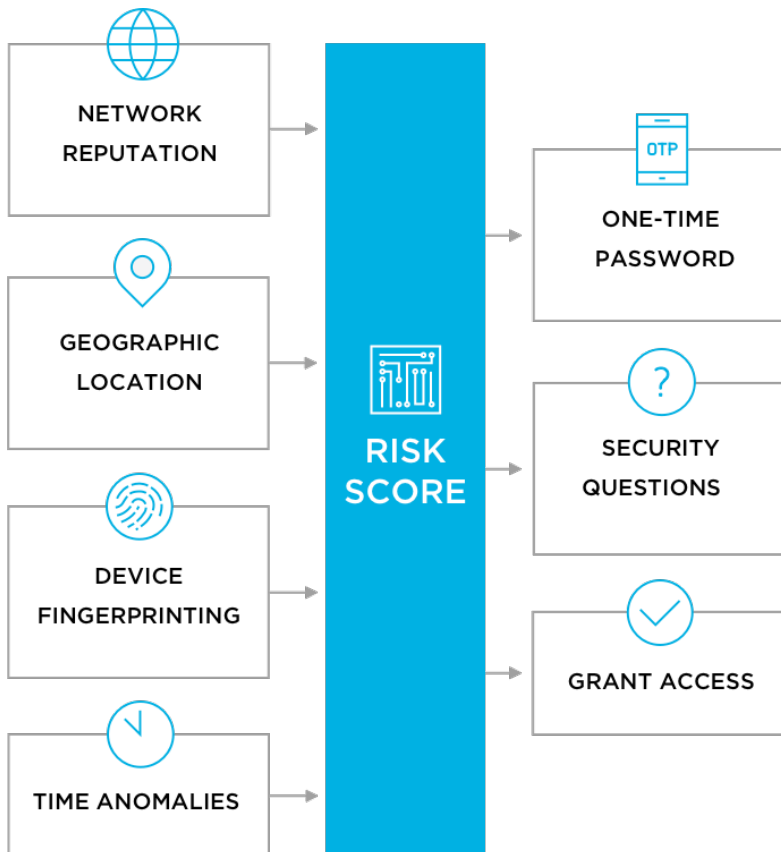 NETWORK
REPUTATION
GEOGRAPHIC
LOCATION
DEVICE
FINGERPRINTING
TIME ANOMALIES
RISK
SCORE
OTP
ONE-TIME
PASSWORD
?
SECURITY
QUESTIONS
GRANT ACCESS